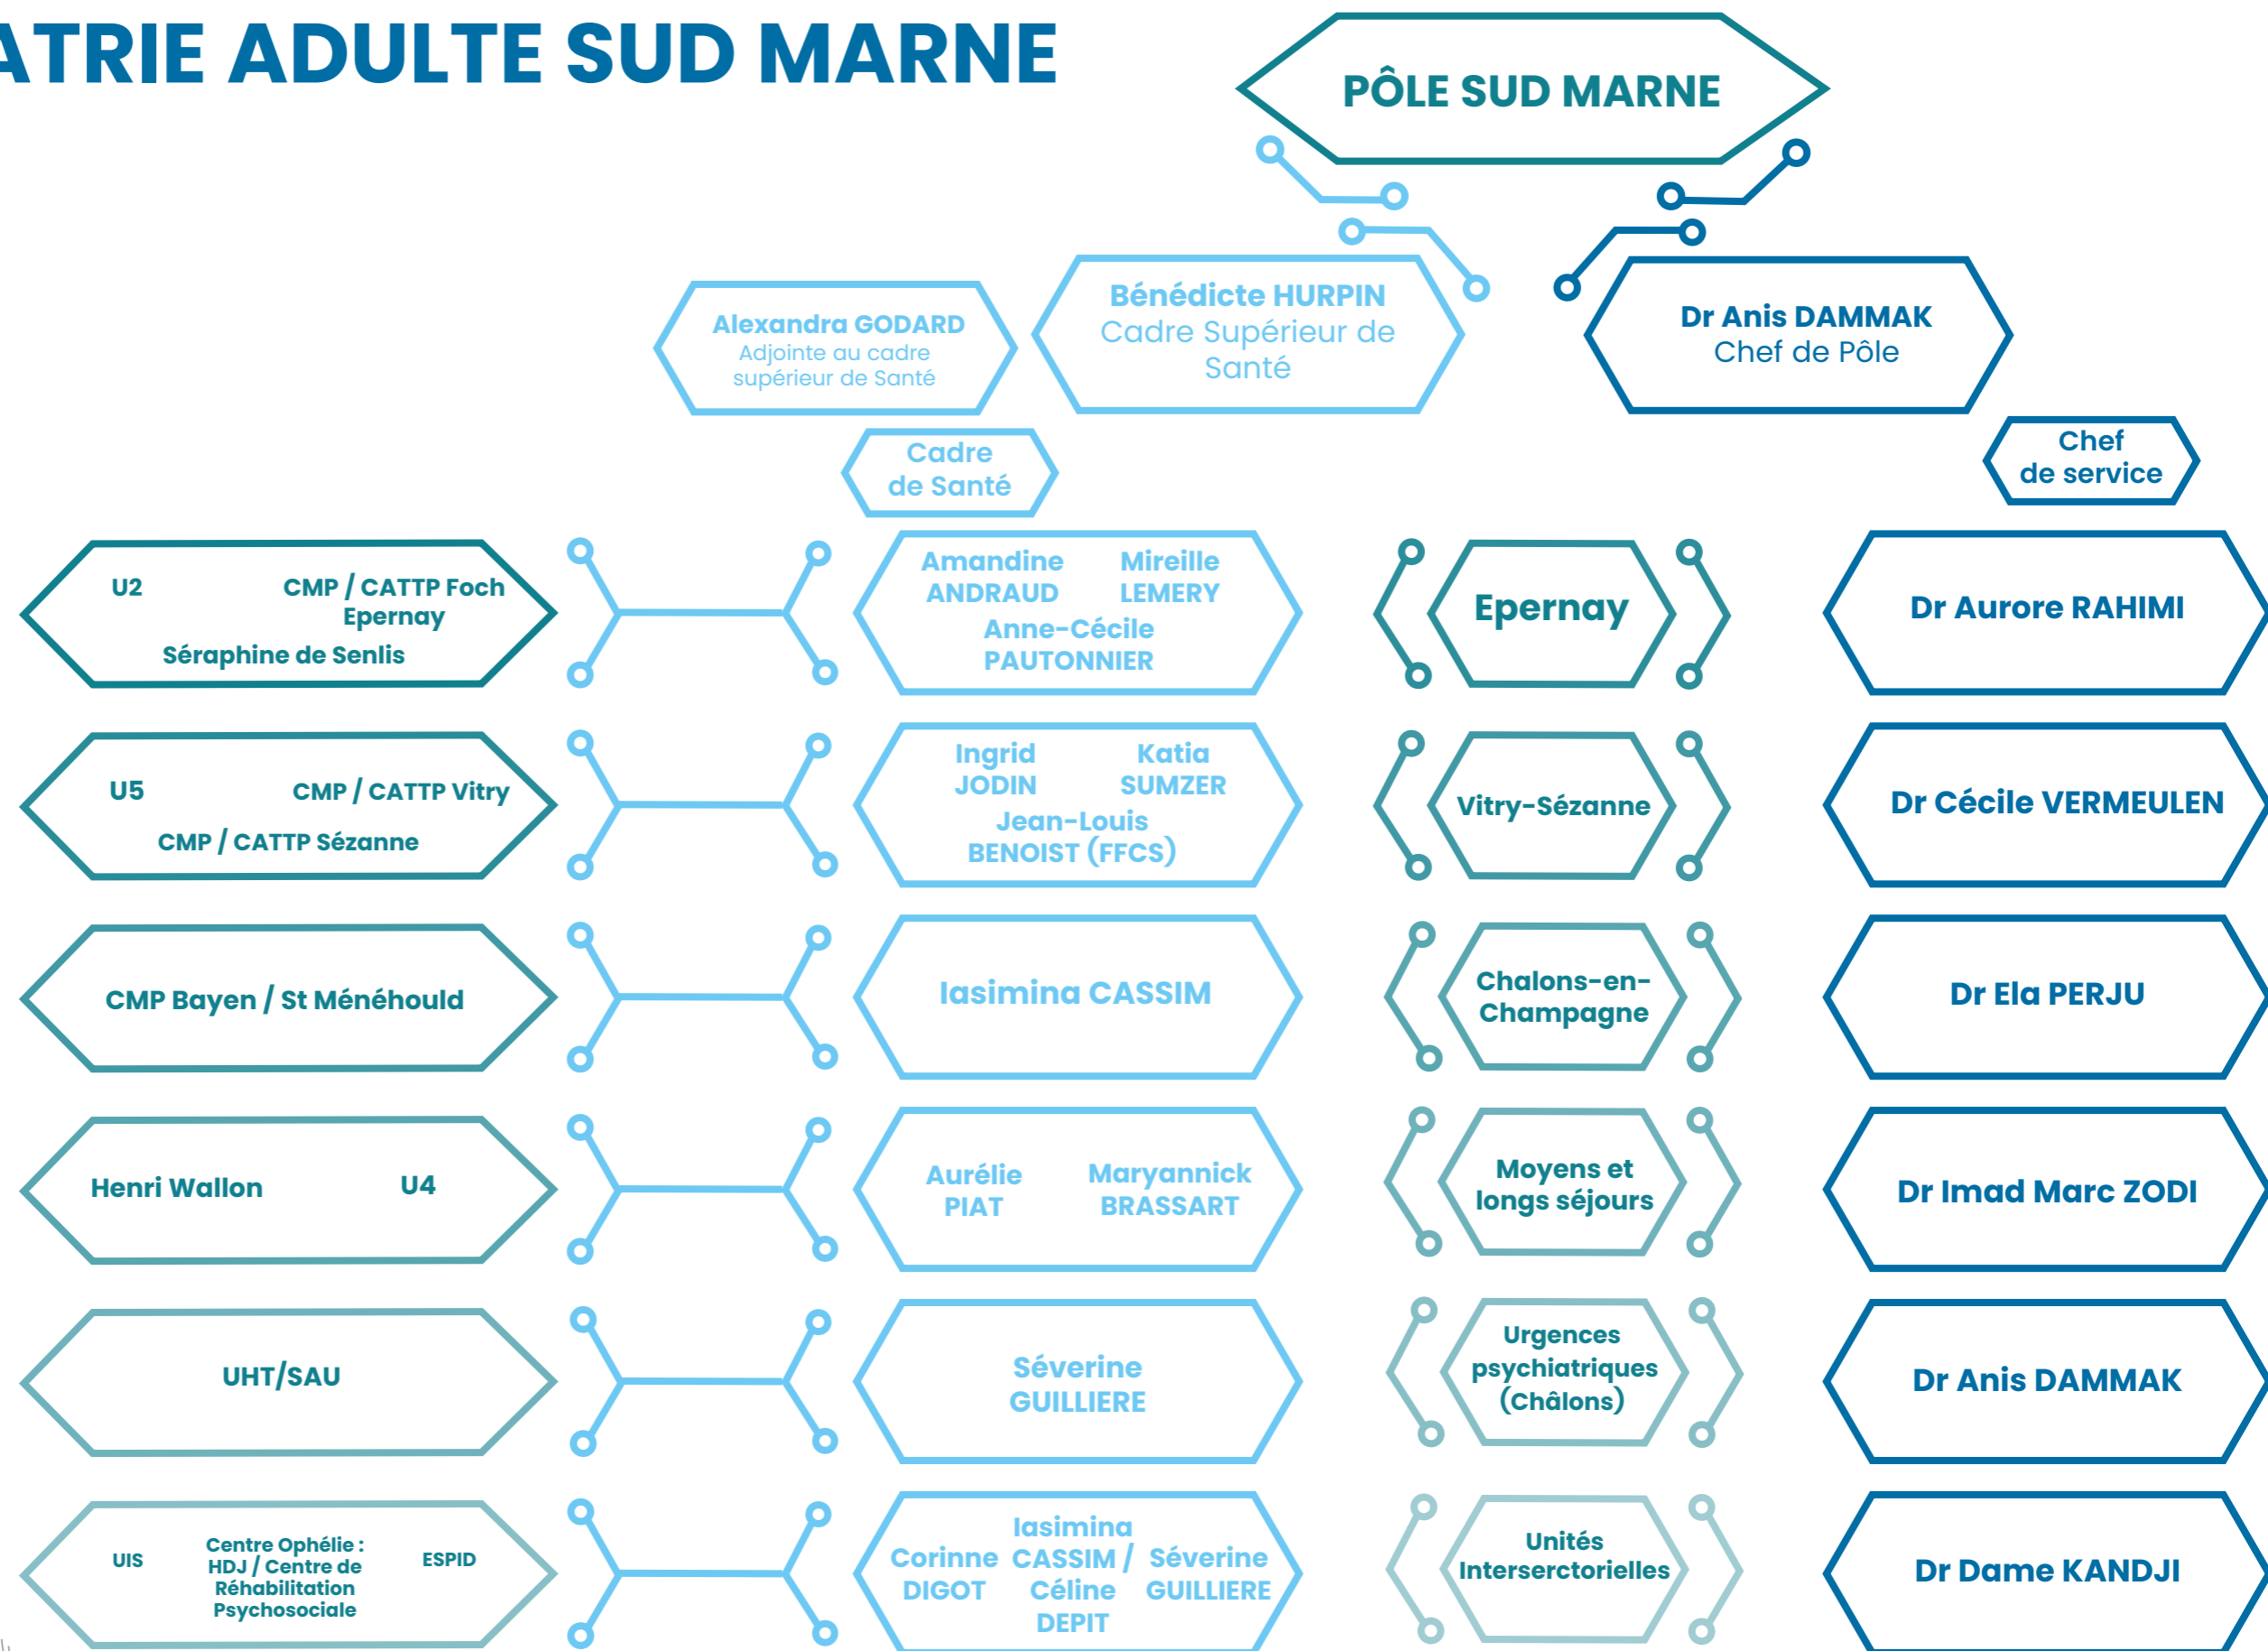 ATRIE ADULTE SUD MARNE
PÔLE SUD MARNE
Alexandra GODARD
Adjointe au cadre
supérieur de Santé
Bénédicte HURPIN
Cadre Supérieur de
Santé
Dr Anis DAMMAK
Chef de Pôle
Cadre
de Santé
Chef
de service
U2
CMP / CATTP Foch
Epernay
Séraphine de Senlis
Amandine
ANDRAUD
Mireille
LEMERY
Anne-Cécile
PAUTONNIER
Epernay
Dr Aurore RAHIMI
U5
CMP / CATTP Vitry
CMP / CATTP Sézanne
Ingrid
JODIN
Katia
SUMZER
Jean-Louis
BENOIST (FFCS)
Vitry-Sézanne
Dr Cécile VERMEULEN
CMP Bayen / St Ménéhould
Iasimina CASSIM
Chalons-en-
Champagne
Dr Ela PERJU
Henri Wallon
U4
Aurélie
PIAT
Maryannick
BRASSART
Moyens et
longs séjours
Dr Imad Marc ZODI
UHT/SAU
Séverine
GUILLIERE
Urgences
psychiatriques
(Châlons)
Dr Anis DAMMAK
UIS
Centre Ophélie :
HDJ / Centre de
Réhabilitation
Psychosociale
ESPID
Corinne
DIGOT
Iasimina
CASSIM /
Céline
DEPIT
Séverine
GUILLIERE
Unités
Interserctorielles
Dr Dame KANDJI